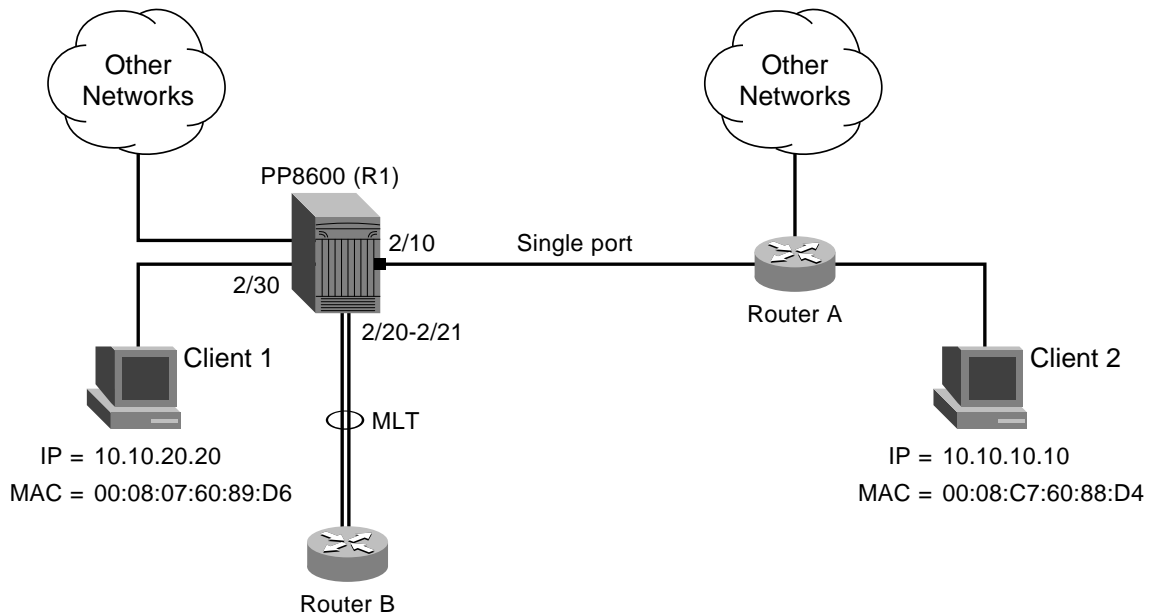 Other
Networks
Other
Networks
PP8600 (R1)
2/10
Single port
2/30
Router A
2/20-2/21
Client 1
Client 2
MLT
IP = 10.10.20.20
MAC = 00:08:07:60:89:D6
IP = 10.10.10.10
MAC = 00:08:C7:60:88:D4
Router B